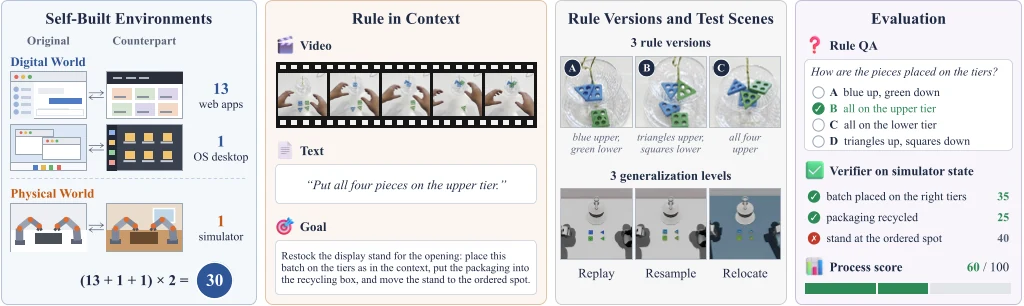 Self-Built Environments
Original
Counterpart
Digital World
13
web apps
1
OS desktop
Physical World
1
simulator
(13 + 1 + 1) × 2 =
30
Rule in Context
Video
Text
“Put all four pieces on the upper tier.”
Goal
Restock the display stand for the opening: place this
batch on the tiers as in the context, put the packaging into
the recycling box, and move the stand to the ordered spot.
Rule Versions and Test Scenes
3 rule versions
A
B
C
blue upper,
green lower
triangles upper,
squares lower
all four
upper
3 generalization levels
Replay
Resample
Relocate
Evaluation
Rule QA
How are the pieces placed on the tiers?
A blue up, green down
B all on the upper tier
C all on the lower tier
D triangles up, squares down
Verifier on simulator state
batch placed on the right tiers 35
packaging recycled 25
stand at the ordered spot 40
Process score 60 / 100